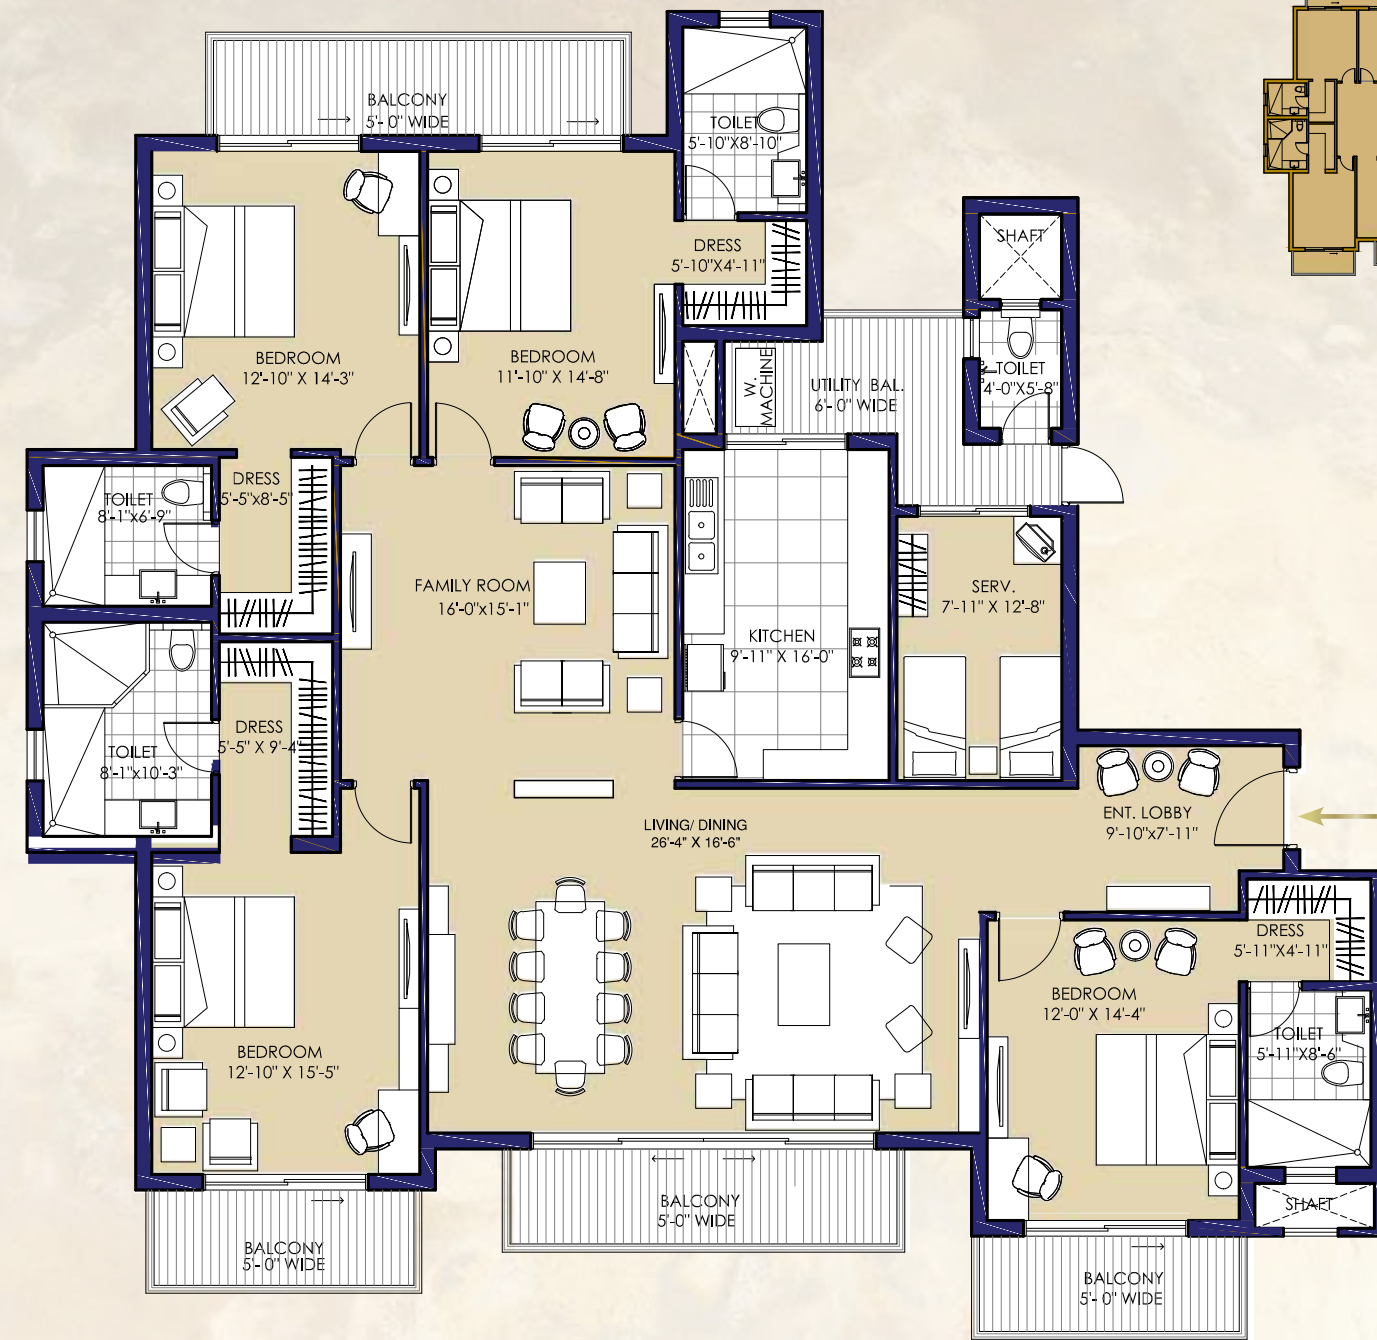 BALCONY
5'- 0" WIDE
TOILET
5'-10"X8'-10"
DRESS
5'-10"X4'-11"
SHAFT
BEDROOM
12'-10" X 14'-3"
BEDROOM
11'-10" X 14'-8"
W.
MACHINE
UTILITY BAL.
6'- 0" WIDE
TOILET
4'-0"X5'-8"
TOILET
8'-1"x6'-9"
DRESS
5'-5"x8'-5"
FAMILY ROOM
16'-0"x15'-1"
SERV.
7'-11" X 12'-8"
KITCHEN
9'-11" X 16'-0"
DRESS
5'-5" X 9'-4"
TOILET
8'-1"x10'-3"
LIVING/ DINING
26'-4" X 16'-6"
ENT. LOBBY
9'-10"x7'-11"
DRESS
5'-11"X4'-11"
BEDROOM
12'-0" X 14'-4"
TOILET
5'-11"X8'-6"
BEDROOM
12'-10" X 15'-5"
BALCONY
5'-0" WIDE
SHAFT
BALCONY
5'- 0" WIDE
BALCONY
5'- 0" WIDE